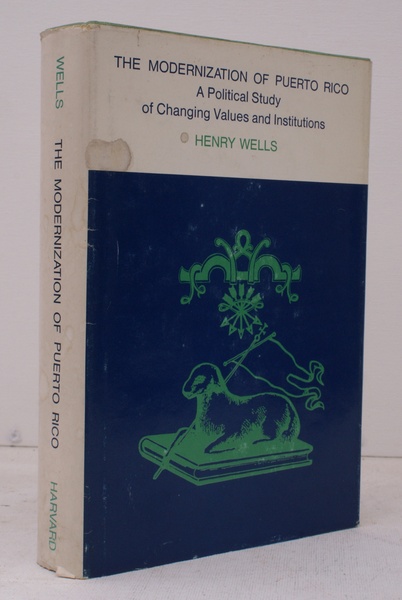 THE MODERNIZATION OF PUERTO RICO
A Political Study
of Changing Values and Institutions
HENRY WELLS
WELLS THE MODERNIZATION OF PUERTO RICO HARVARD